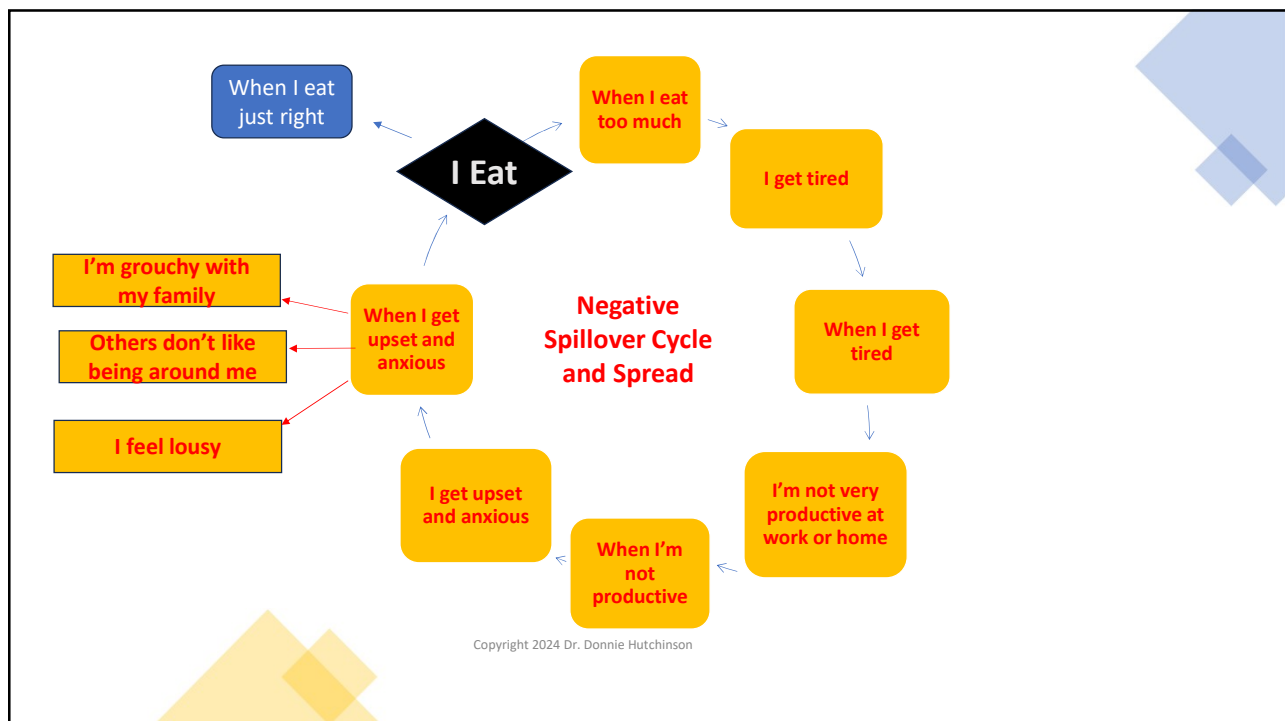 When I eat
just right
I Eat
When I eat
too much
I get tired
When I get
tired
I'm not very
productive at
work or home
When I'm
not
productive
I get upset
and anxious
When I get
upset and
anxious
I'm grouchy with
my family
Others don't like
being around me
I feel lousy
Negative
Spillover Cycle
and Spread
Copyright 2024 Dr. Donnie Hutchinson